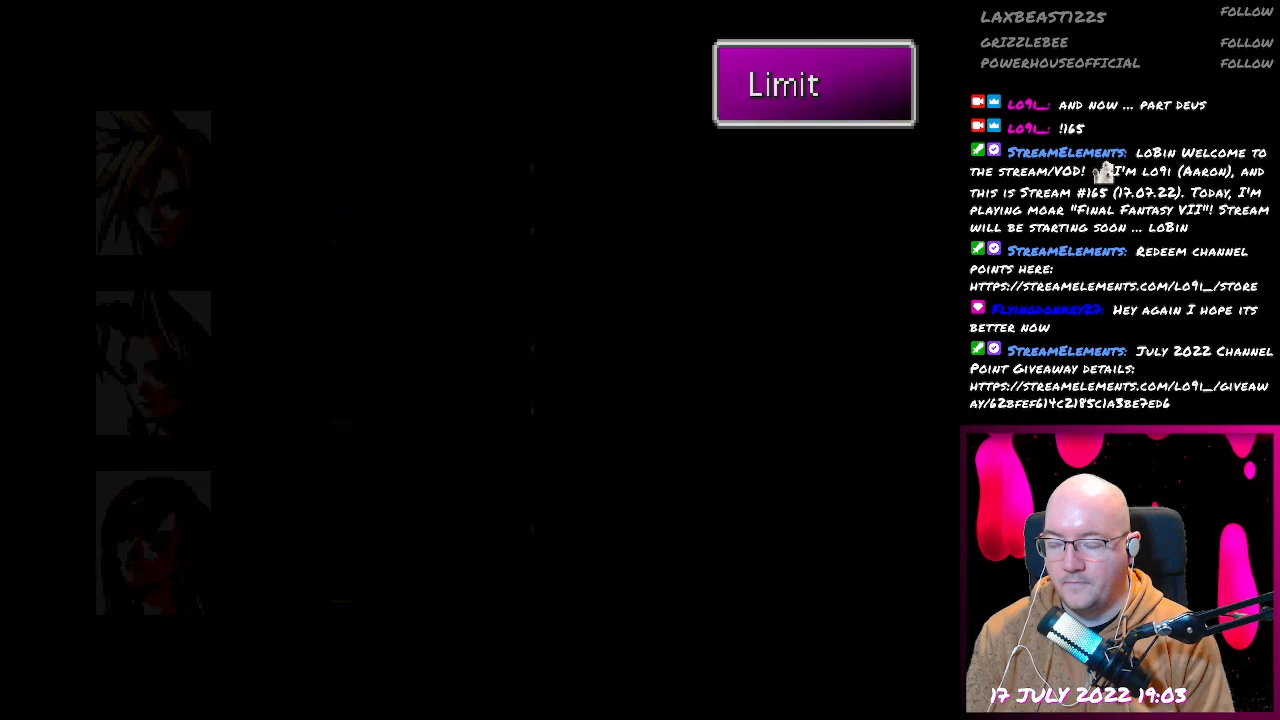 Limit
LAXBEAST1225 FOLLOW
GRIZZLEBEE FOLLOW
POWERHOUSEOFFICIAL FOLLOW
LO9I_: AND NOW ... PART DEUS
LO9I_: !165
STREAMELEMENTS: LOBIN WELCOME TO
THE STREAM/VOD! I'M LO9I (AARON), AND
THIS IS STREAM #165 (17.07.22). TODAY, I'M
PLAYING MOAR "FINAL FANTASY VII"! STREAM
WILL BE STARTING SOON ... LOBIN
STREAMELEMENTS: REDEEM CHANNEL
POINTS HERE:
HTTPS://STREAMELEMENTS.COM/LO9I_/STORE
FLYINGDONKEY27: HEY AGAIN I HOPE ITS
BETTER NOW
STREAMELEMENTS: JULY 2022 CHANNEL
POINT GIVEAWAY DETAILS:
HTTPS://STREAMELEMENTS.COM/LO9I_/GIVEAW
AY/62BFEF614C2185C1A3BE7ED6
17 JULY 2022 19:03